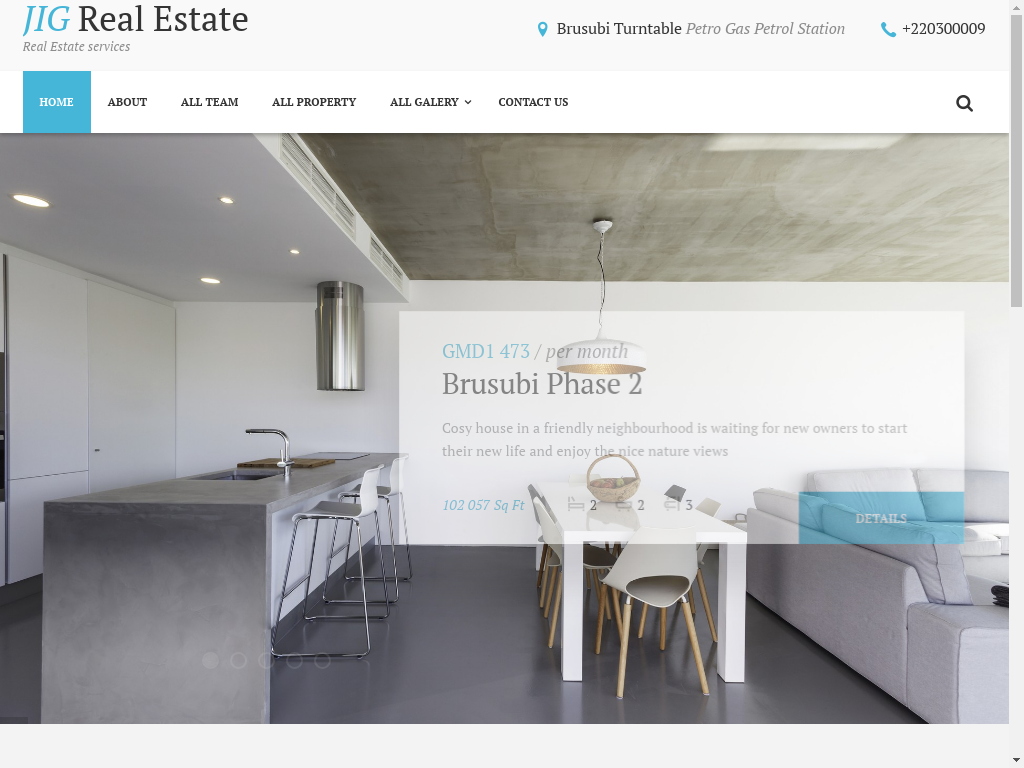 JIG Real Estate
Real Estate services
Brusubi Turntable Petro Gas Petrol Station
+220300009
HOME
ABOUT
ALL TEAM
ALL PROPERTY
ALL GALERY
CONTACT US
GMD1 473 / per month
Brusubi Phase 2
Cosy house in a friendly neighbourhood is waiting for new owners to start
their new life and enjoy the nice nature views
102 057 Sq Ft 2 2 3
DETAILS